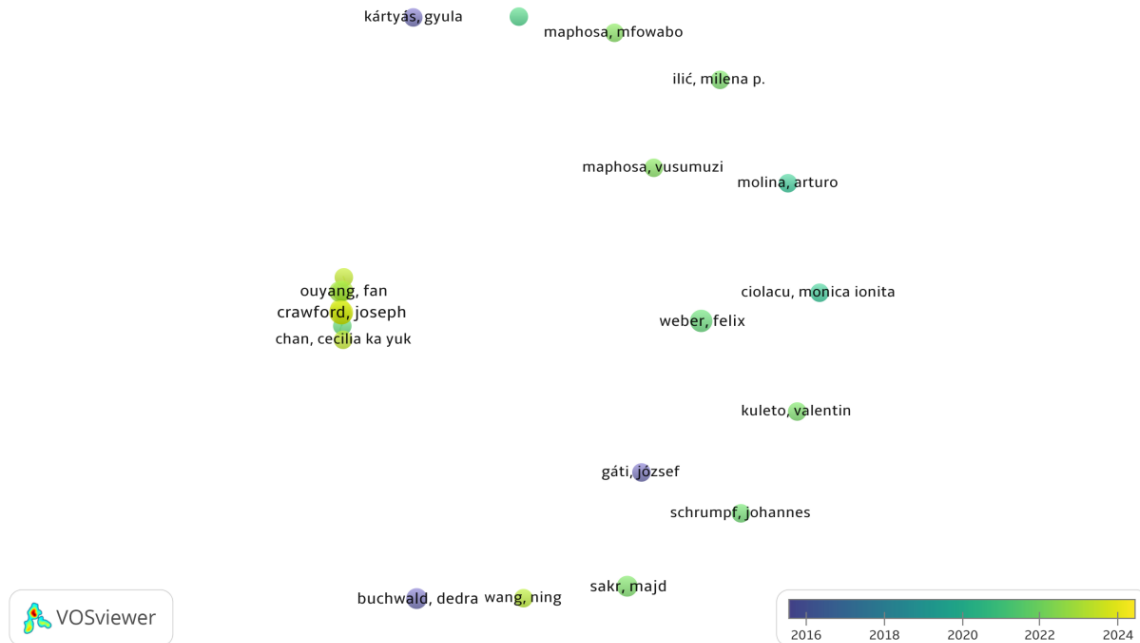 kártyás, gyula
maphosa, mfowabo
ilić, milena p.
maphosa, vusumuzi
molina, arturo
ouyang, fan
ciolacu, monica ionita
crawford, joseph
weber, felix
chan, cecilia ka yuk
kuleto, valentin
gáti, józsef
schrumpf, johannes
sakr, majd
buchwald, dedra
wang, ning
VOSviewer
2016 2018 2020 2022 2024